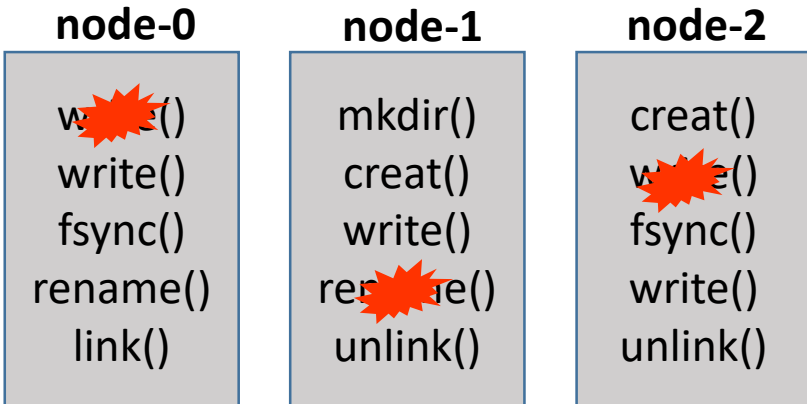 node-0
write()
fsync()
rename()
link()
node-1
mkdir()
creat()
write()
unlink()
node-2
creat()
fsync()
write()
unlink()